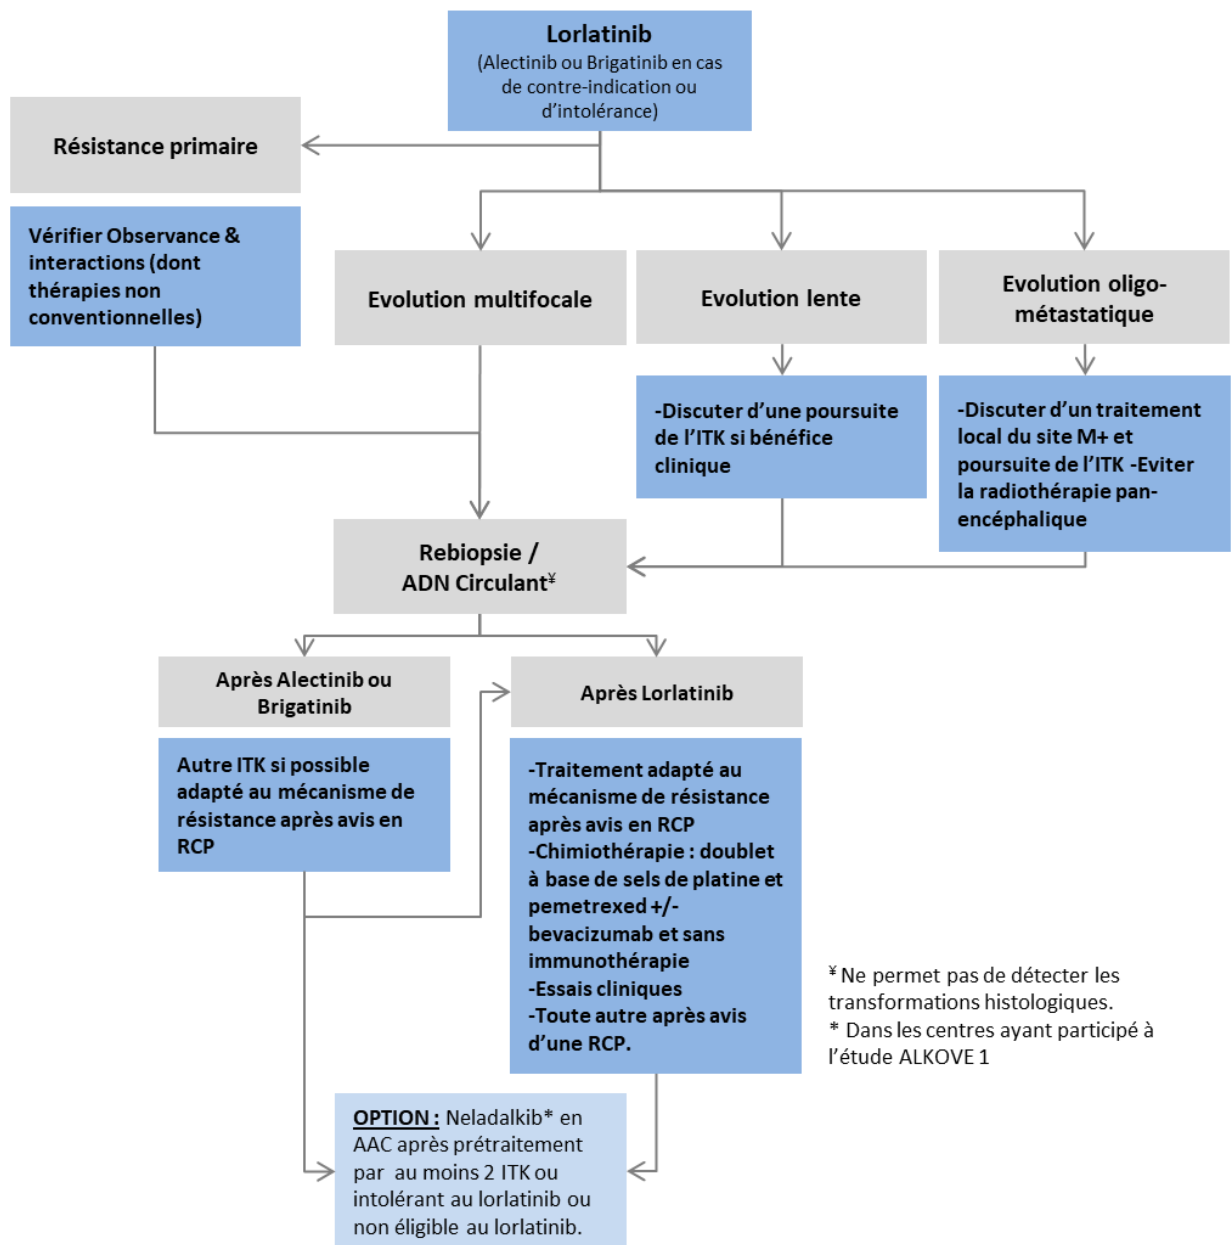 Lorlatinib
(Alectinib ou Brigatinib en cas
de contre-indication ou
d’intolérance)
Résistance primaire
Vérifier Observance &
interactions (dont
thérapies non
conventionnelles)
Evolution multifocale
Evolution lente
Evolution oligo-
métastatique
-Discuter d’une poursuite
de l’ITK si bénéfice
clinique
-Discuter d’un traitement
local du site M+ et
poursuite de l’ITK -Eviter
la radiothérapie pan-
encéphalique
Rebiopsie /
ADN Circulant¥
Après Alectinib ou
Brigatinib
Autre ITK si possible
adapté au mécanisme de
résistance après avis en
RCP
Après Lorlatinib
-Traitement adapté au
mécanisme de résistance
après avis en RCP
-Chimiothérapie : doublet
à base de sels de platine et
pemetrexed +/-
bevacizumab et sans
immunothérapie
-Essais cliniques
-Toute autre après avis
d’une RCP.
¥ Ne permet pas de détecter les
transformations histologiques.
* Dans les centres ayant participé à
l’étude ALKOVE 1
OPTION : Neladalkib* en
AAC après prétraitement
par au moins 2 ITK ou
intolérant au lorlatinib ou
non éligible au lorlatinib.